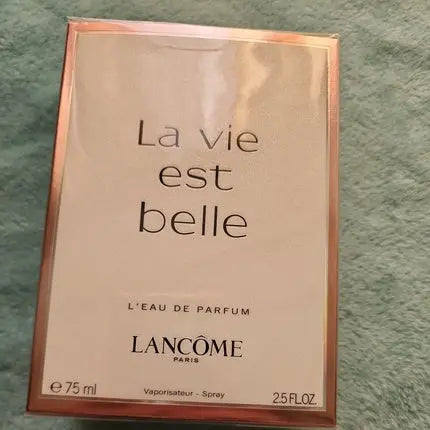 La vie
est
belle
L'EAU DE PARFUM
LANCÔME
PARIS
℮ 75 ml
Vaporisateur - Spray
2.5 FL.OZ.